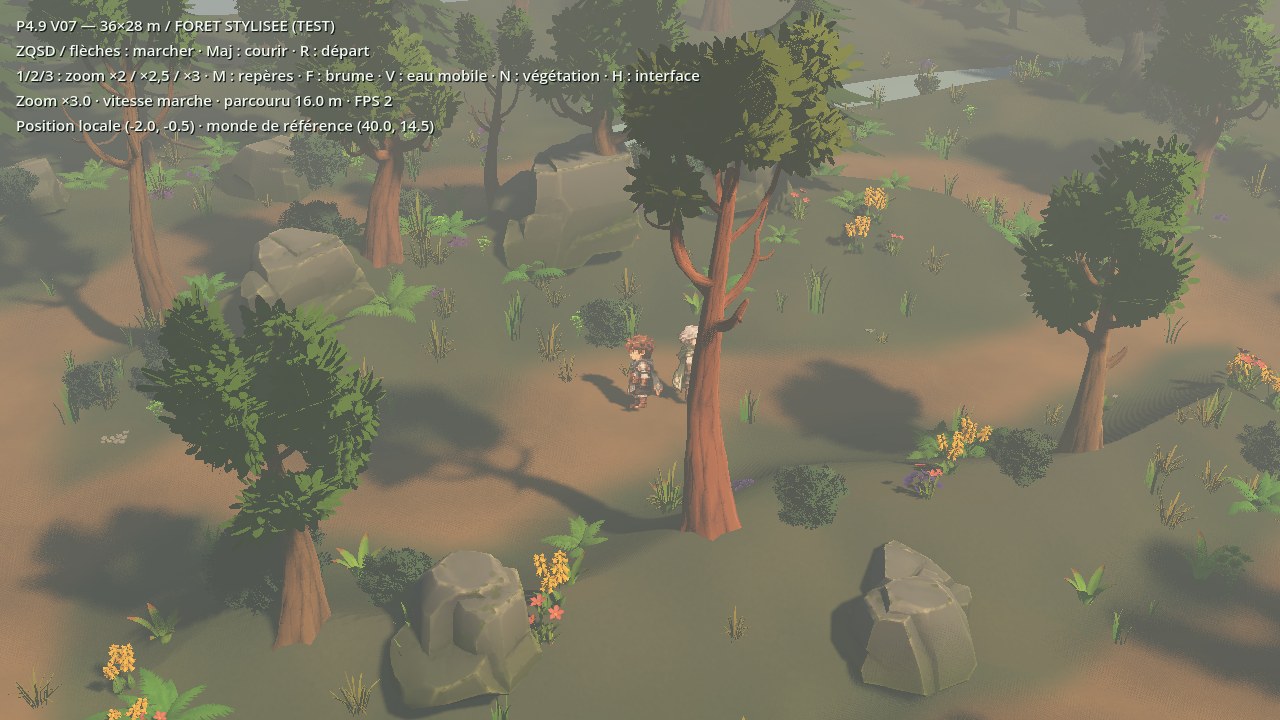 P4.9 V07 — 36×28 m / FORET STYLISEE (TEST)
ZQSD / flèches : marcher · Maj : courir · R : départ
1/2/3 : zoom ×2 / ×2,5 / ×3 · M : repères · F : brume · V : eau mobile · N : végétation · H : interface
Zoom ×3.0 · vitesse marche · parcouru 16.0 m · FPS 2
Position locale (-2.0, -0.5) · monde de référence (40.0, 14.5)